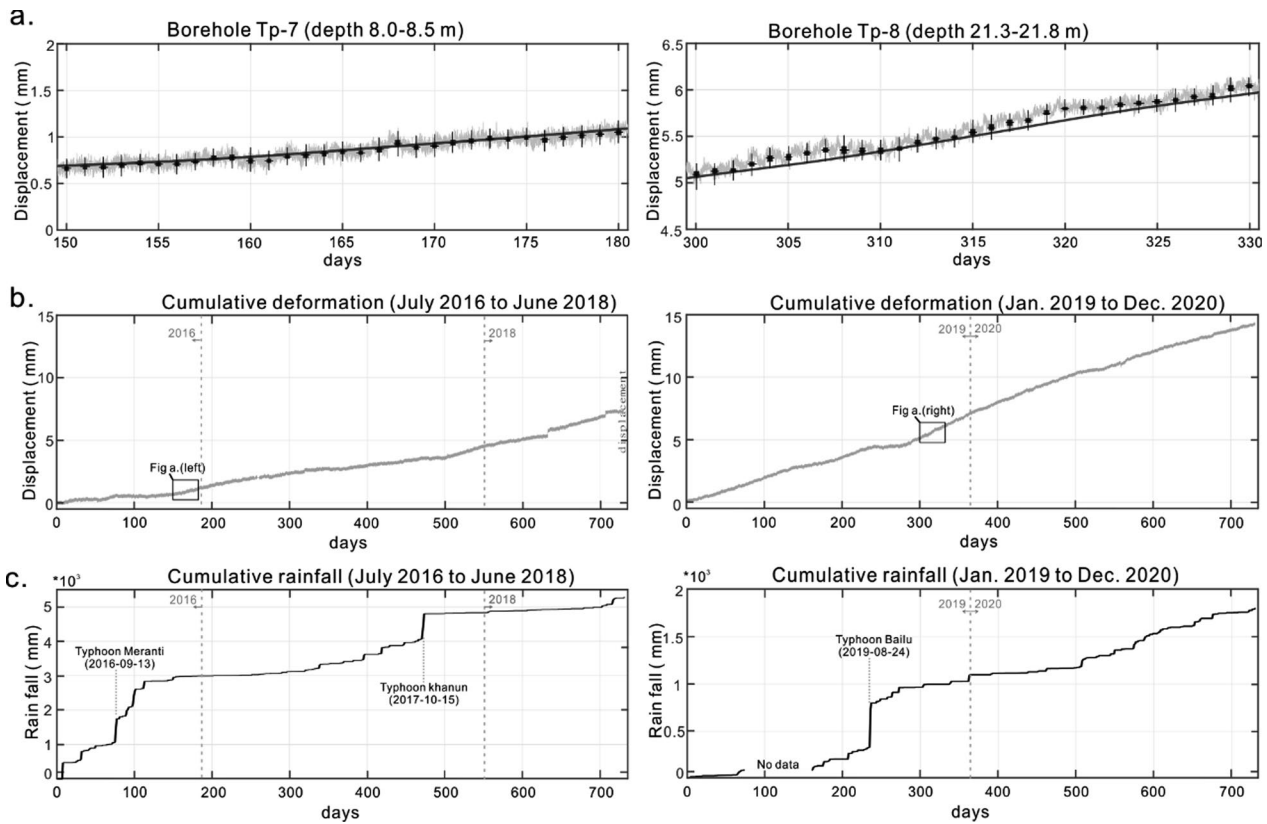 a.
Borehole Tp-7 (depth 8.0-8.5 m)
Displacement ( mm)
2
1.5
1
0.5
0
150 155 160 165 170 175 180
days
Borehole Tp-8 (depth 21.3-21.8 m)
Displacement ( mm)
6.5
6
5.5
5
4.5
300 305 310 315 320 325 330
days
b.
Cumulative deformation (July 2016 to June 2018)
Displacement ( mm)
15
10
5
0
2016
2018
Fig a.(left)
displacement
0 100 200 300 400 500 600 700
days
Cumulative deformation (Jan. 2019 to Dec. 2020)
Displacement ( mm)
15
10
5
0
2019 2020
Fig a.(right)
0 100 200 300 400 500 600 700
days
c.
Cumulative rainfall (July 2016 to June 2018)
*10³
Rain fall ( mm)
5
4
3
2
1
0
2016
2018
Typhoon Meranti
(2016-09-13)
Typhoon khanun
(2017-10-15)
0 100 200 300 400 500 600 700
days
Cumulative rainfall (Jan. 2019 to Dec. 2020)
*10³
Rain fall ( mm)
2
1.5
1
0.5
0
2019 2020
Typhoon Bailu
(2019-08-24)
No data
0 100 200 300 400 500 600 700
days